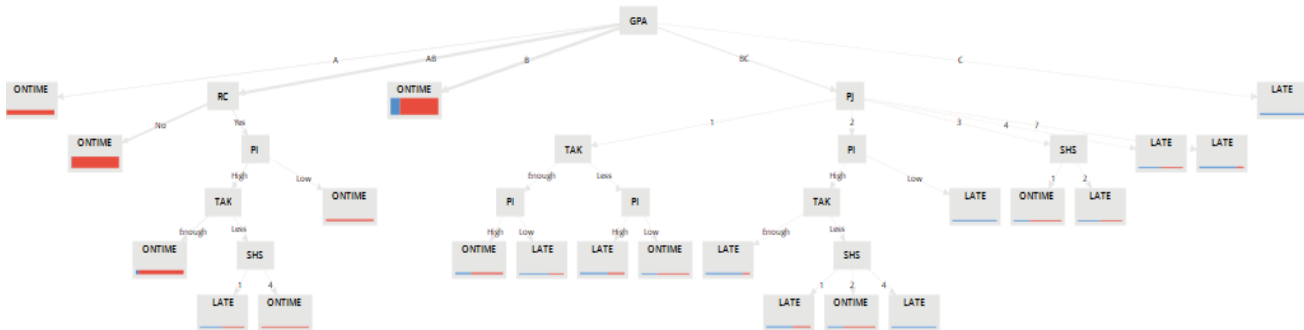 GPA
A AB B BC C
ONTIME RC ONTIME PJ LATE
No Yes 1 2 3 4 7
ONTIME PI TAK PI SHS LATE LATE
High Low Enough Less High Low 1 2
TAK ONTIME PI PI TAK LATE ONTIME LATE
Enough Less High Low High Low Enough Less
ONTIME SHS ONTIME LATE LATE ONTIME LATE SHS
1 4 1 2 4
LATE ONTIME LATE ONTIME LATE